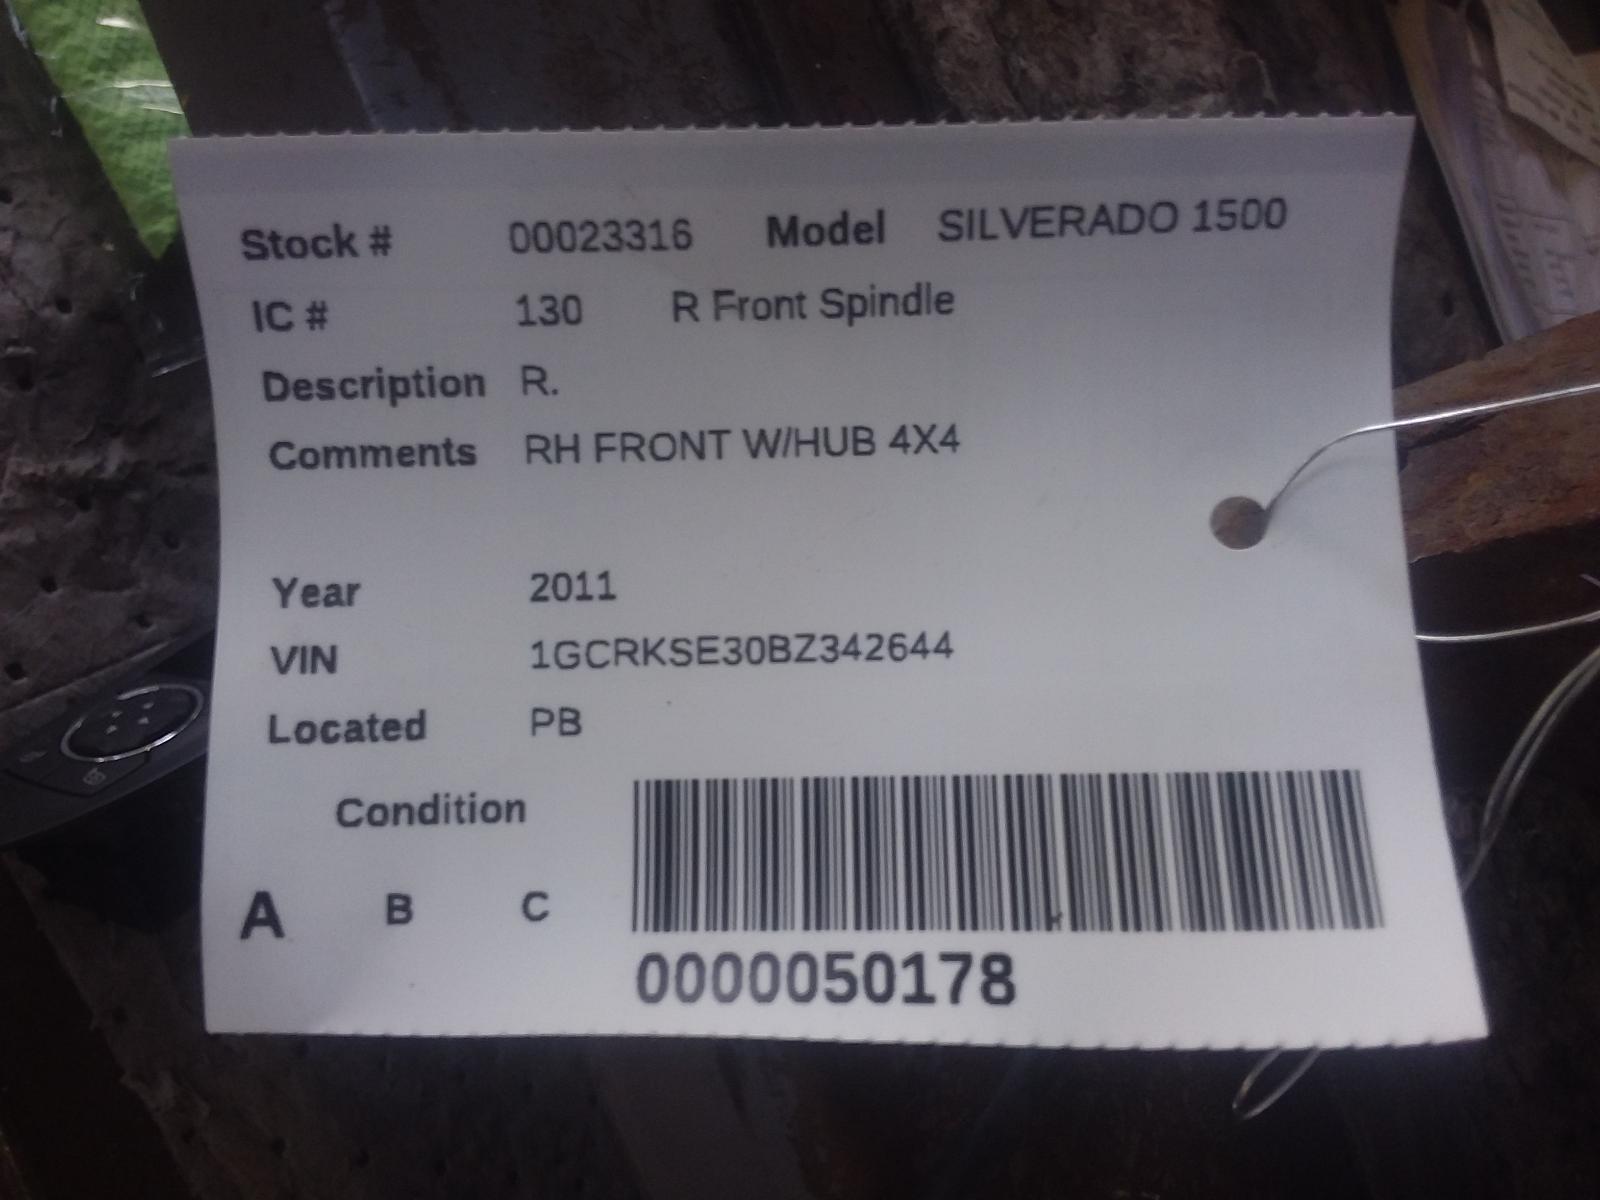 Stock # 00023316 Model SILVERADO 1500
IC # 130 R Front Spindle
Description R.
Comments RH FRONT W/HUB 4X4
Year 2011
VIN 1GCRKSE30BZ342644
Located PB
Condition
A B C
0000050178